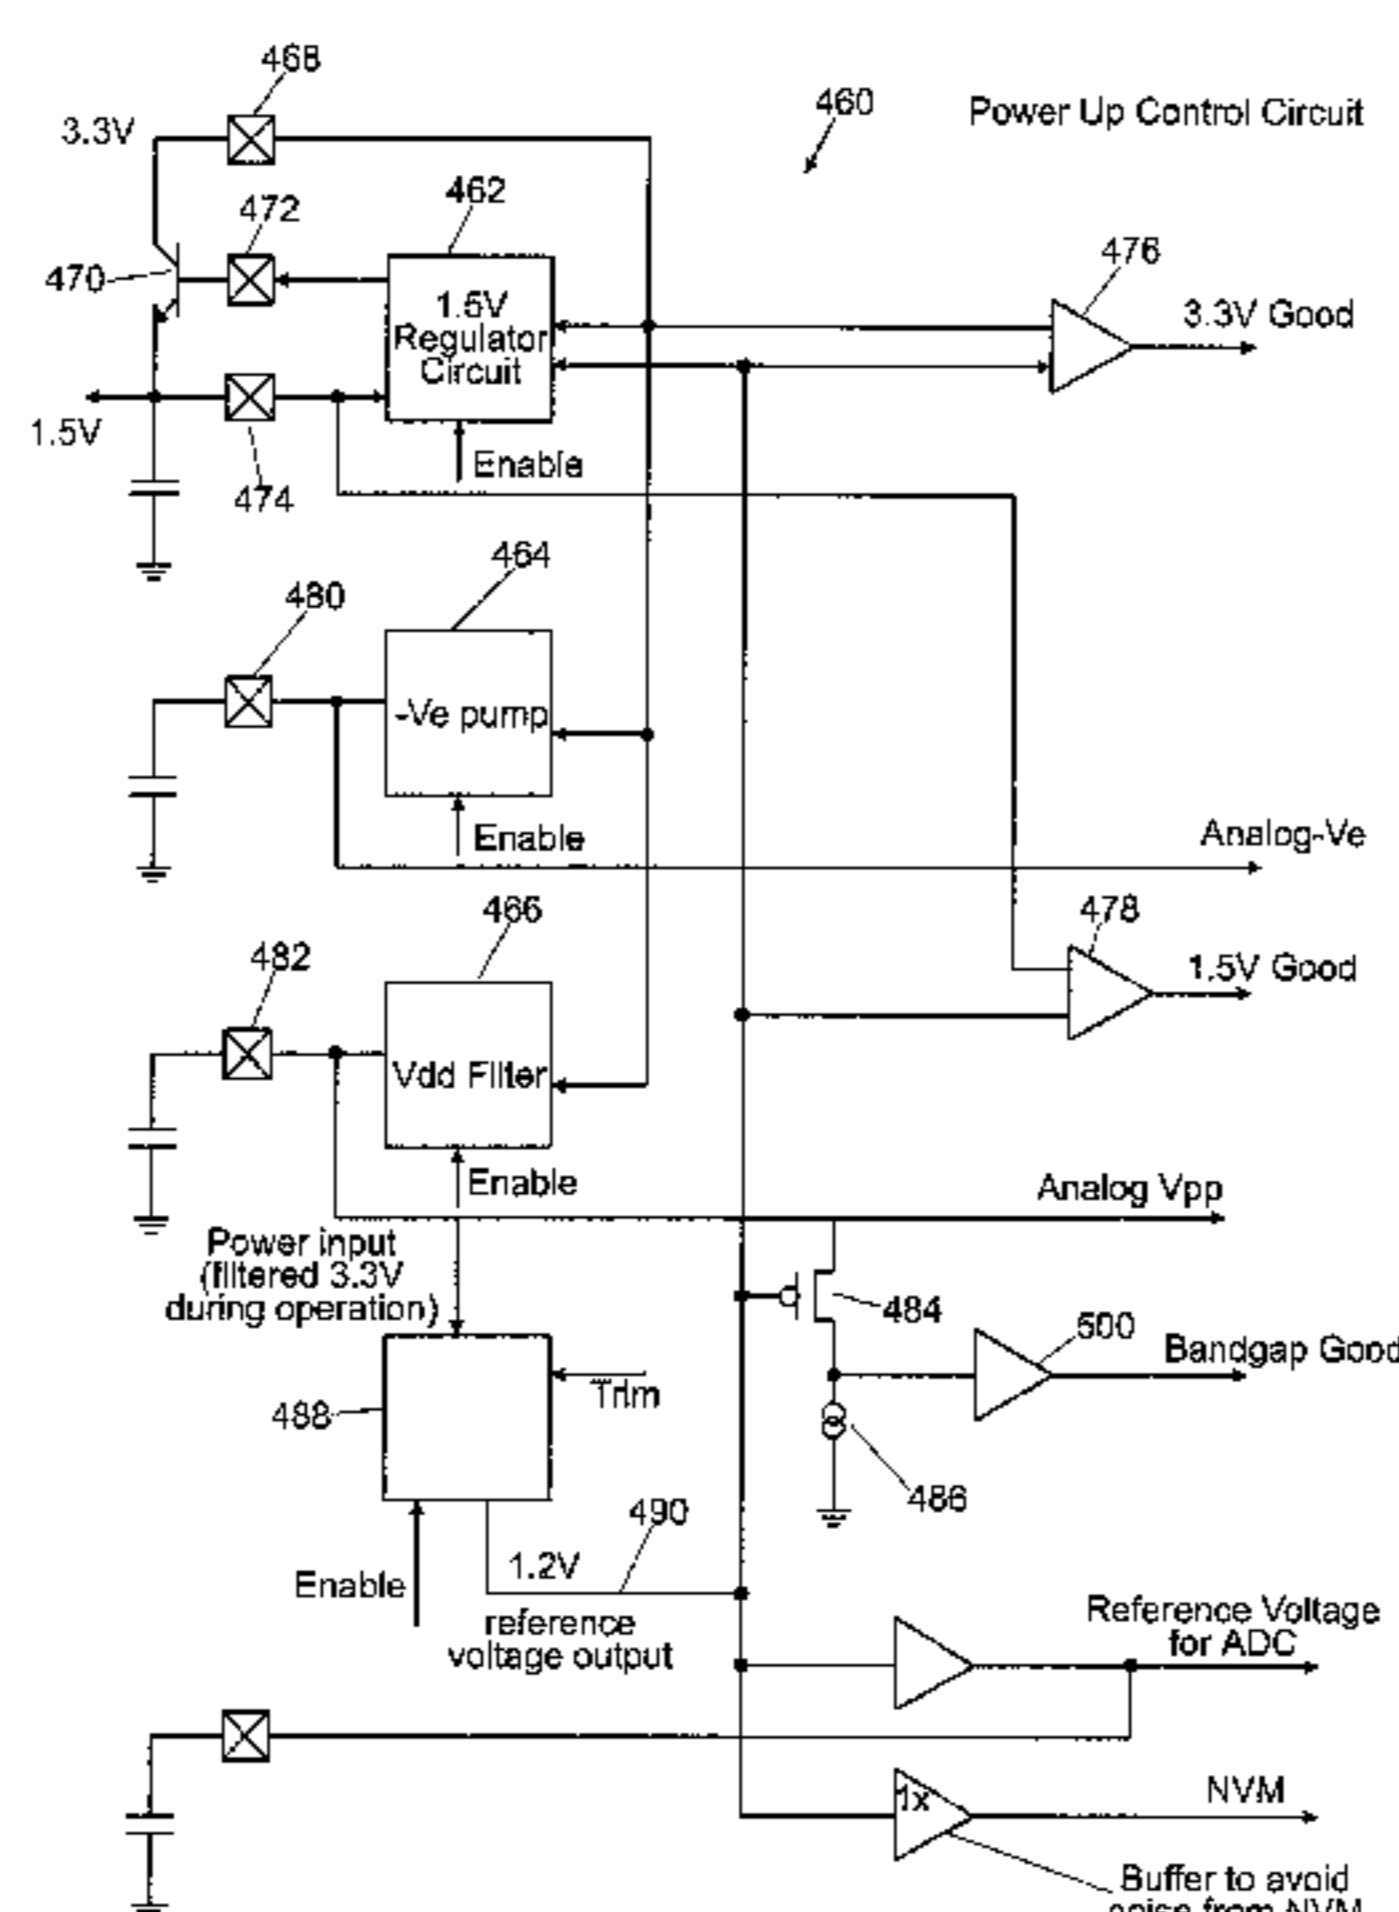 468
460
Power Up Control Circuit
3.3V
462
472
476
470
1.5V
Regulator
Circuit
3.3V Good
1.5V
Enable
474
464
480
-Ve pump
Enable
Analog-Ve
466
478
482
1.5V Good
Vdd Filter
Enable
Analog Vpp
Power input
(filtered 3.3V
during operation)
484
500
Bandgap Good
Trim
488
486
490
1.2V
Enable
reference
voltage output
Reference Voltage
for ADC
1x
NVM
Buffer to avoid
noise from NVM